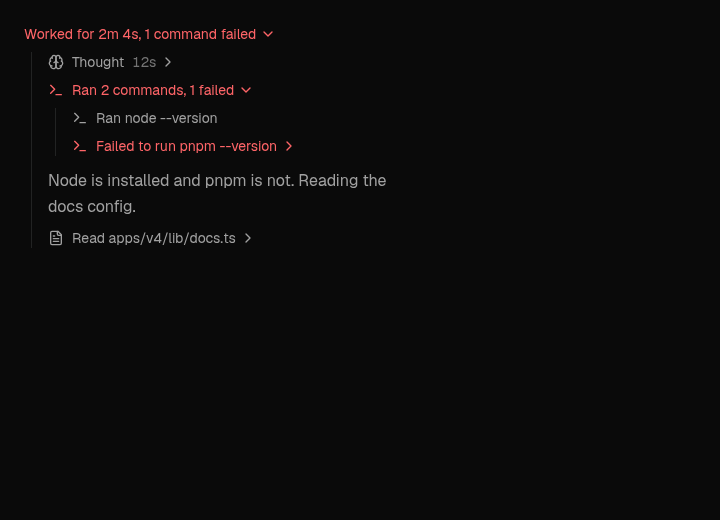 Worked for 2m 4s, 1 command failed
Thought 12s
Ran 2 commands, 1 failed
Ran node --version
Failed to run pnpm --version
Node is installed and pnpm is not. Reading the
docs config.
Read apps/v4/lib/docs.ts